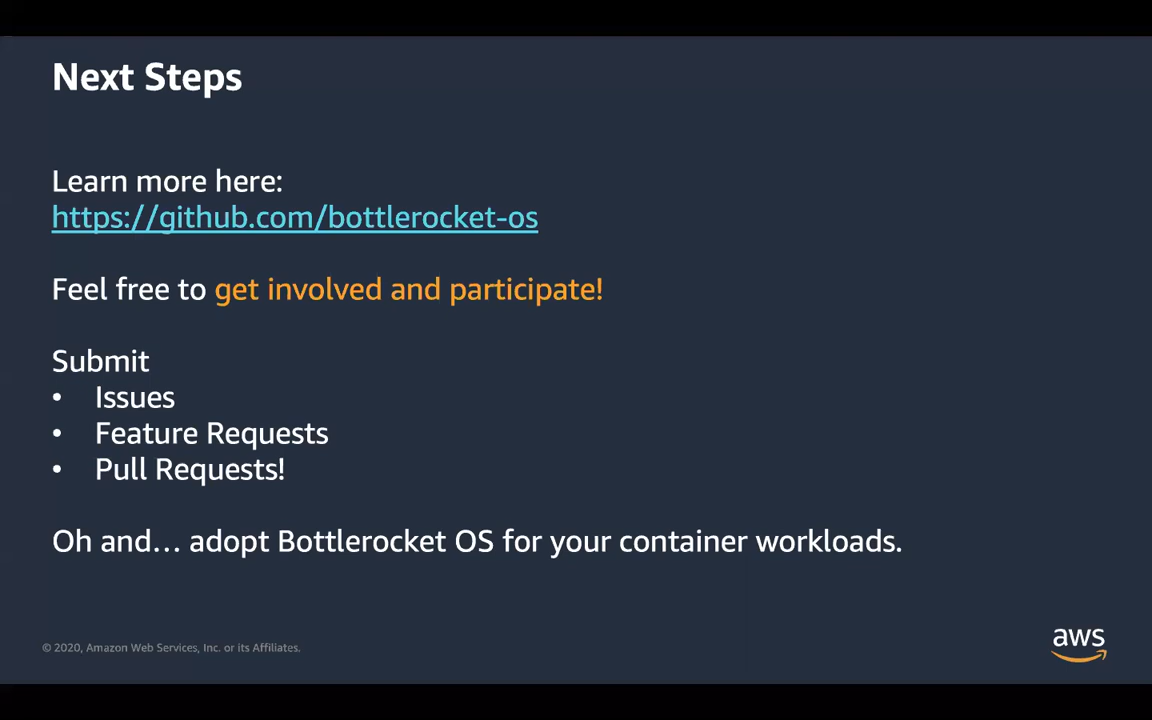 Next Steps
Learn more here:
https://github.com/bottlerocket-os
Feel free to get involved and participate!
Submit
• Issues
• Feature Requests
• Pull Requests!
Oh and… adopt Bottlerocket OS for your container workloads.
© 2020, Amazon Web Services, Inc. or its Affiliates.
aws